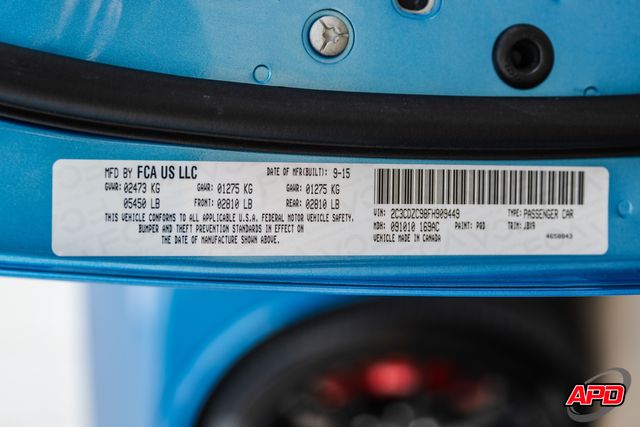 MFD BY FCA US LLC DATE OF MFR(BUILT): 9-15
GVWR: 02473 KG GAWR: 01275 KG GAWR: 01275 KG
05450 LB FRONT: 02810 LB REAR: 02810 LB
THIS VEHICLE CONFORMS TO ALL APPLICABLE U.S.A. FEDERAL MOTOR VEHICLE SAFETY,
BUMPER AND THEFT PREVENTION STANDARDS IN EFFECT ON
THE DATE OF MANUFACTURE SHOWN ABOVE.
VIN: 2C3CDZC98FH909449 TYPE: PASSENGER CAR
MDH: 091010 169AC PAINT: PQD TRIM: JBX9
VEHICLE MADE IN CANADA 4658843
APD